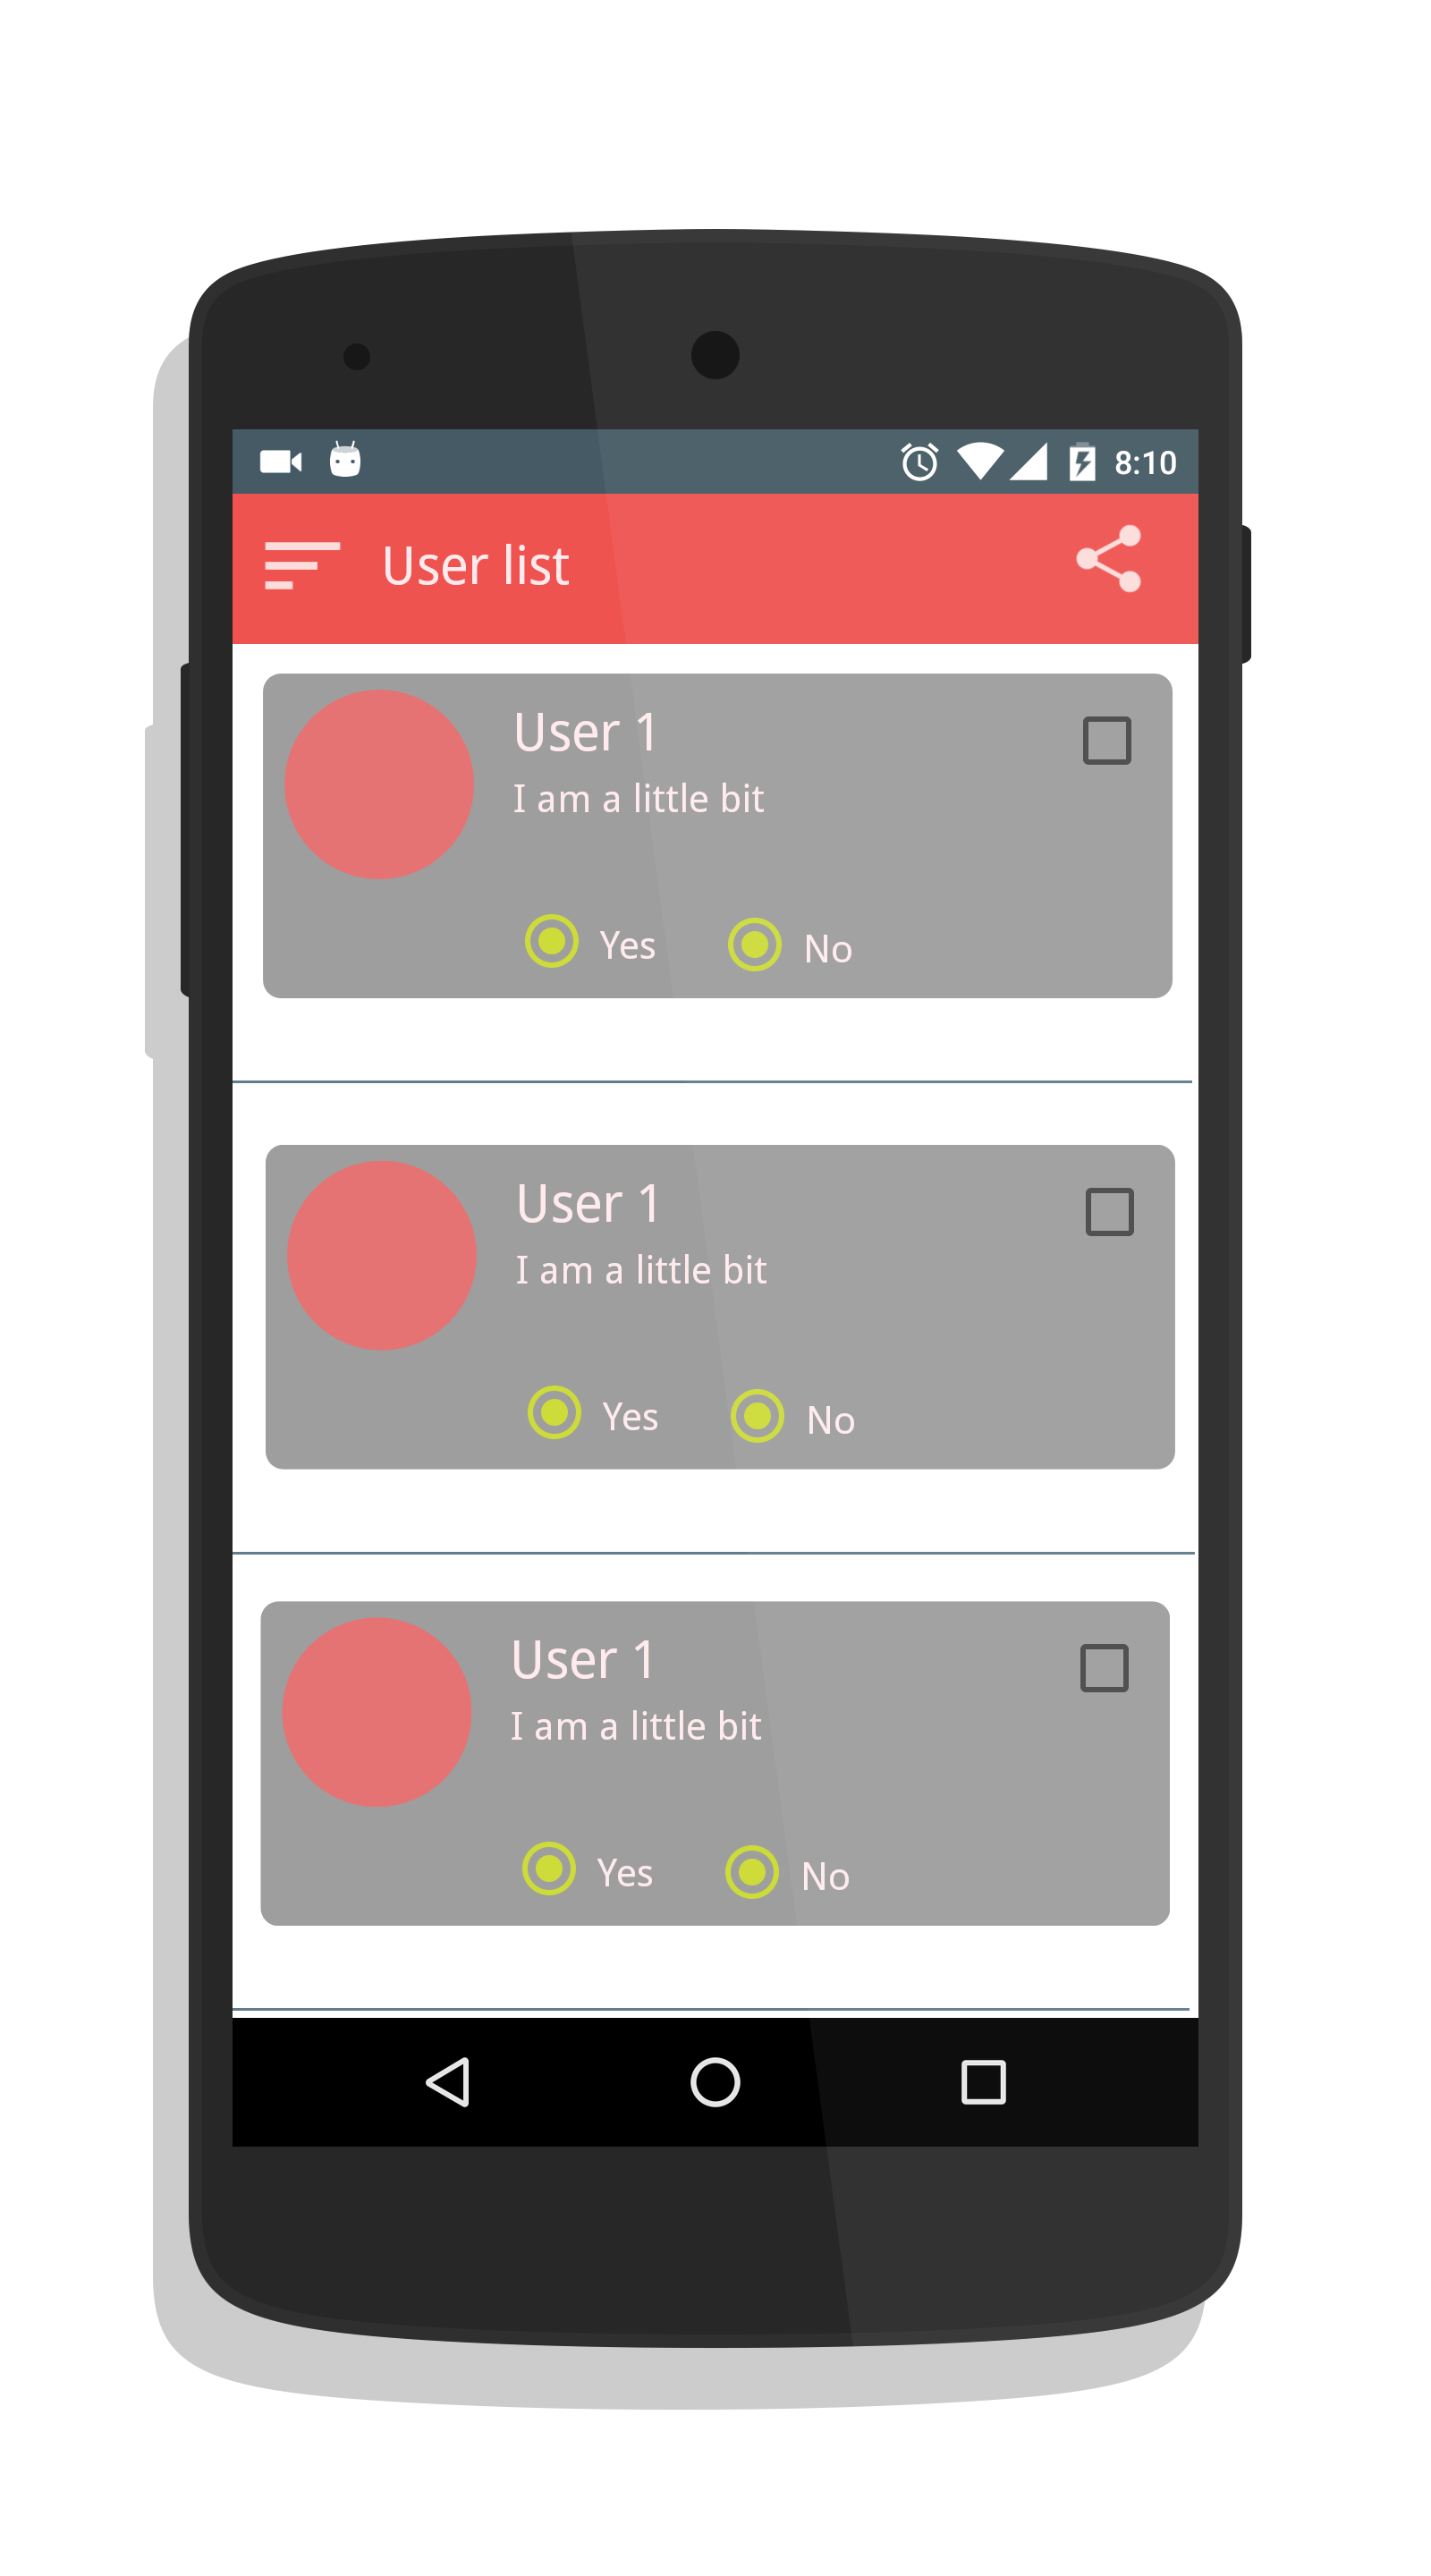 8:10
User list
User 1
I am a little bit
Yes No
User 1
I am a little bit
Yes No
User 1
I am a little bit
Yes No